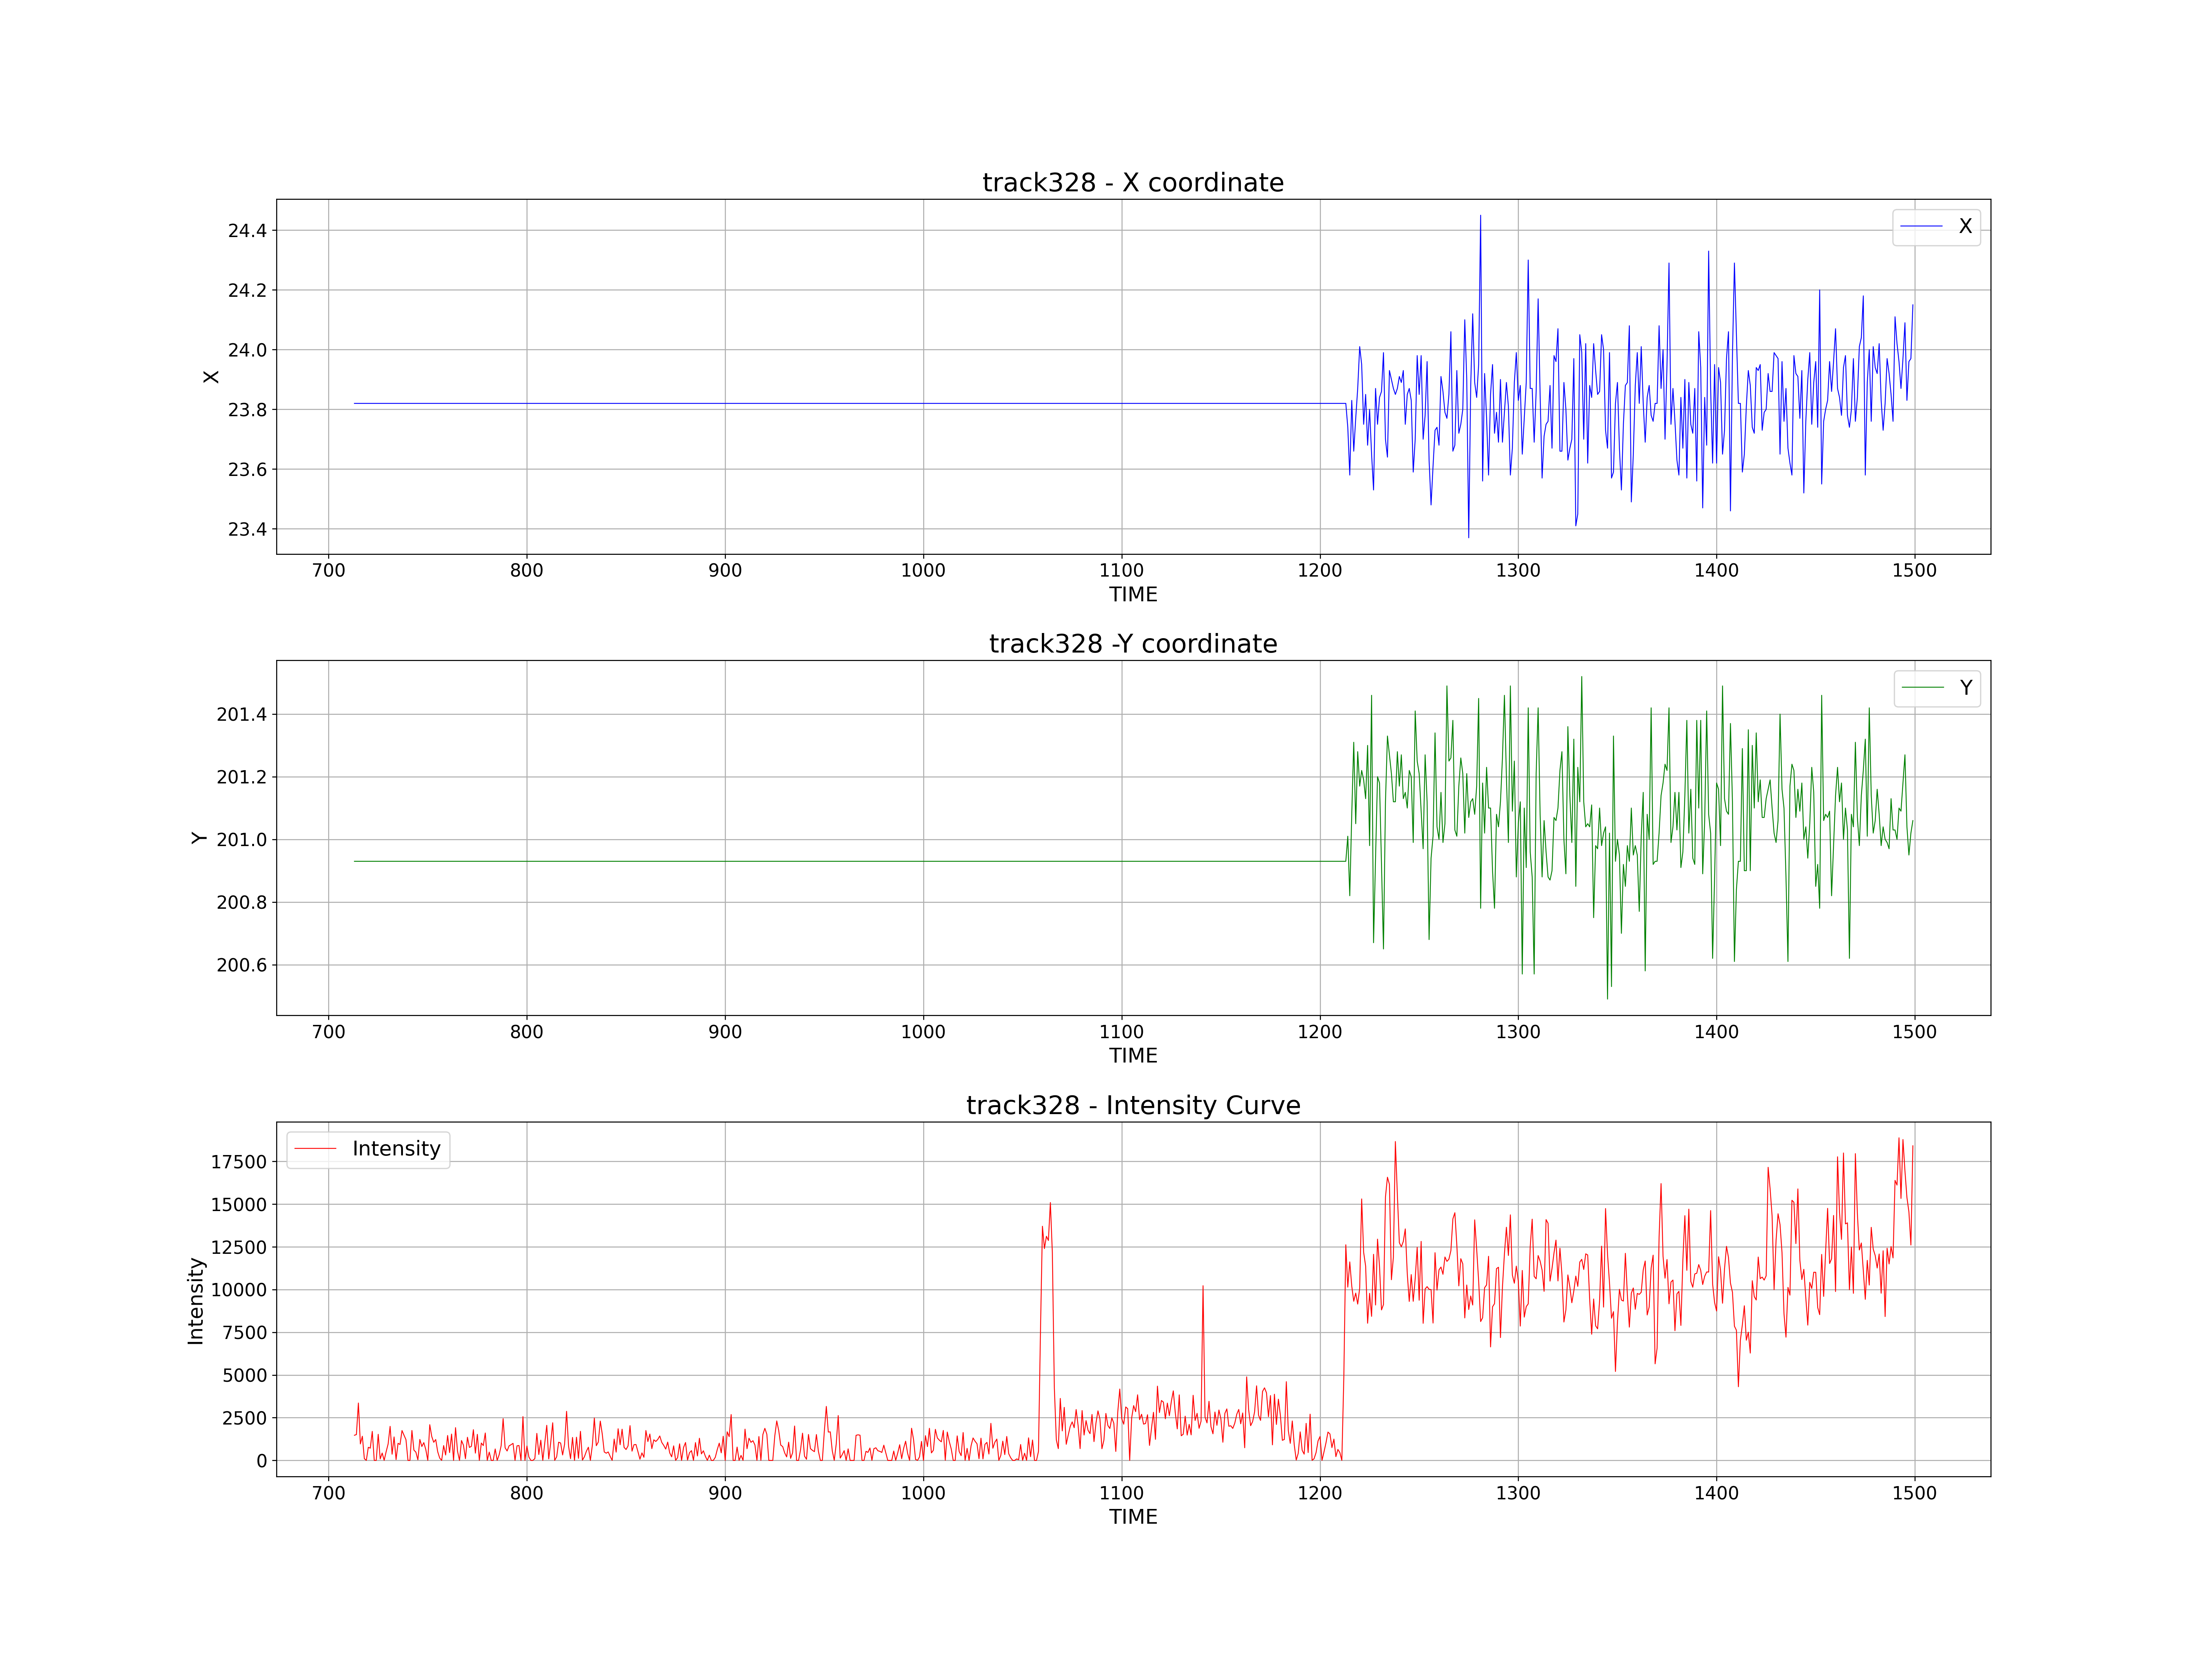 track328 - X coordinate
X
24.4
24.2
24.0
23.8
23.6
23.4
X
700 800 900 1000 1100 1200 1300 1400 1500
TIME
track328 -Y coordinate
Y
201.4
201.2
201.0
200.8
200.6
Y
700 800 900 1000 1100 1200 1300 1400 1500
TIME
track328 - Intensity Curve
Intensity
17500
15000
12500
10000
7500
5000
2500
0
Intensity
700 800 900 1000 1100 1200 1300 1400 1500
TIME